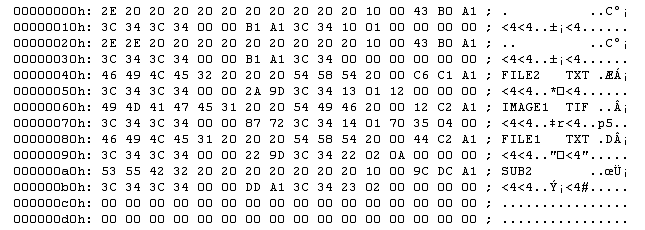 00000000h: 2E 20 20 20 20 20 20 20 20 20 20 10 00 43 B0 A1 ; .          ..C°¡
00000010h: 3C 34 3C 34 00 00 B1 A1 3C 34 10 01 00 00 00 00 ; <4<4..±¡<4......
00000020h: 2E 2E 20 20 20 20 20 20 20 20 20 10 00 43 B0 A1 ; ..         ..C°¡
00000030h: 3C 34 3C 34 00 00 B1 A1 3C 34 00 00 00 00 00 00 ; <4<4..±¡<4......
00000040h: 46 49 4C 45 32 20 20 20 54 58 54 20 00 C6 C1 A1 ; FILE2   TXT .ÆÁ¡
00000050h: 3C 34 3C 34 00 00 2A 9D 3C 34 13 01 12 00 00 00 ; <4<4..*□<4......
00000060h: 49 4D 41 47 45 31 20 20 54 49 46 20 00 12 C2 A1 ; IMAGE1  TIF ..Â¡
00000070h: 3C 34 3C 34 00 00 87 72 3C 34 14 01 70 35 04 00 ; <4<4..‡r<4..p5..
00000080h: 46 49 4C 45 31 20 20 20 54 58 54 20 00 44 C2 A1 ; FILE1   TXT .DÂ¡
00000090h: 3C 34 3C 34 00 00 22 9D 3C 34 22 02 0A 00 00 00 ; <4<4.."□<4".....
000000a0h: 53 55 42 32 20 20 20 20 20 20 20 10 00 9C DC A1 ; SUB2       ..œÜ¡
000000b0h: 3C 34 3C 34 00 00 DD A1 3C 34 23 02 00 00 00 00 ; <4<4..Ý¡<4#.....
000000c0h: 00 00 00 00 00 00 00 00 00 00 00 00 00 00 00 00 ; ................
000000d0h: 00 00 00 00 00 00 00 00 00 00 00 00 00 00 00 00 ; ................